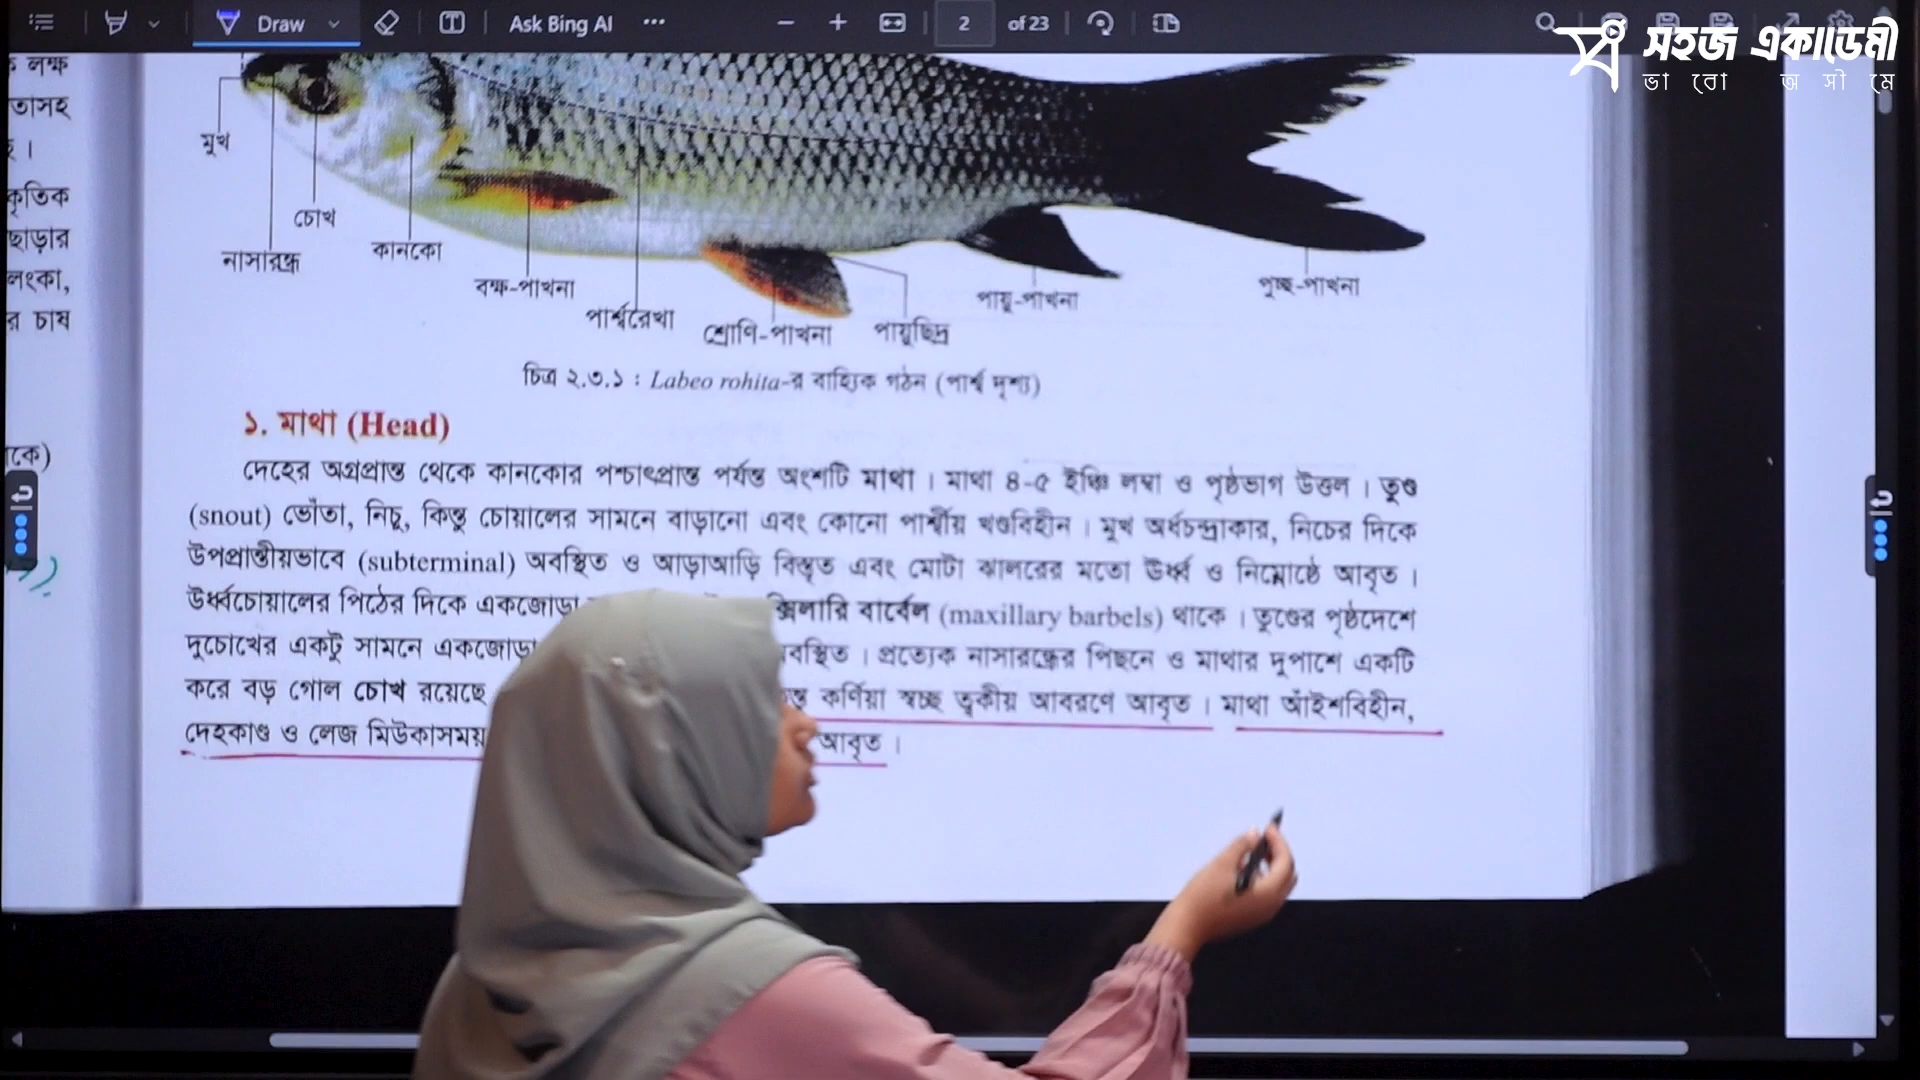 Draw
Ask Bing AI
2
of 23
সহজ একাডেমী
ভাবো অসীমে
লক্ষ
তাসহ
কৃতিক
ছাড়ার
লংকা,
র চাষ
মুখ
চোখ
নাসারন্ধ্র
কানকো
বক্ষ-পাখনা
পার্শ্বরেখা
শ্রোণি-পাখনা
পায়ুছিদ্র
পায়ু-পাখনা
পুচ্ছ-পাখনা
চিত্র ২.৩.১ : Labeo rohita-র বাহ্যিক গঠন (পার্শ্ব দৃশ্য)
১. মাথা (Head)
দেহের অগ্রপ্রান্ত থেকে কানকোর পশ্চাৎপ্রান্ত পর্যন্ত অংশটি মাথা । মাথা ৪-৫ ইঞ্চি লম্বা ও পৃষ্ঠভাগ উত্তল । তুণ্ড
(snout) ভোঁতা, নিচু, কিন্তু চোয়ালের সামনে বাড়ানো এবং কোনো পার্শ্বীয় খণ্ডবিহীন । মুখ অর্ধচন্দ্রাকার, নিচের দিকে
উপপ্রান্তীয়ভাবে (subterminal) অবস্থিত ও আড়াআড়ি বিস্তৃত এবং মোটা ঝালরের মতো ঊর্ধ্ব ও নিম্নোষ্ঠে আবৃত ।
উর্ধ্বচোয়ালের পিঠের দিকে একজোড়া ক্সিলারি বার্বেল (maxillary barbels) থাকে । তুণ্ডের পৃষ্ঠদেশে
দুচোখের একটু সামনে একজোড়া বস্থিত । প্রত্যেক নাসারন্ধ্রের পিছনে ও মাথার দুপাশে একটি
করে বড় গোল চোখ রয়েছে কর্ণিয়া স্বচ্ছ ত্বকীয় আবরণে আবৃত । মাথা আঁইশবিহীন,
দেহকাণ্ড ও লেজ মিউকাসময় আবৃত ।